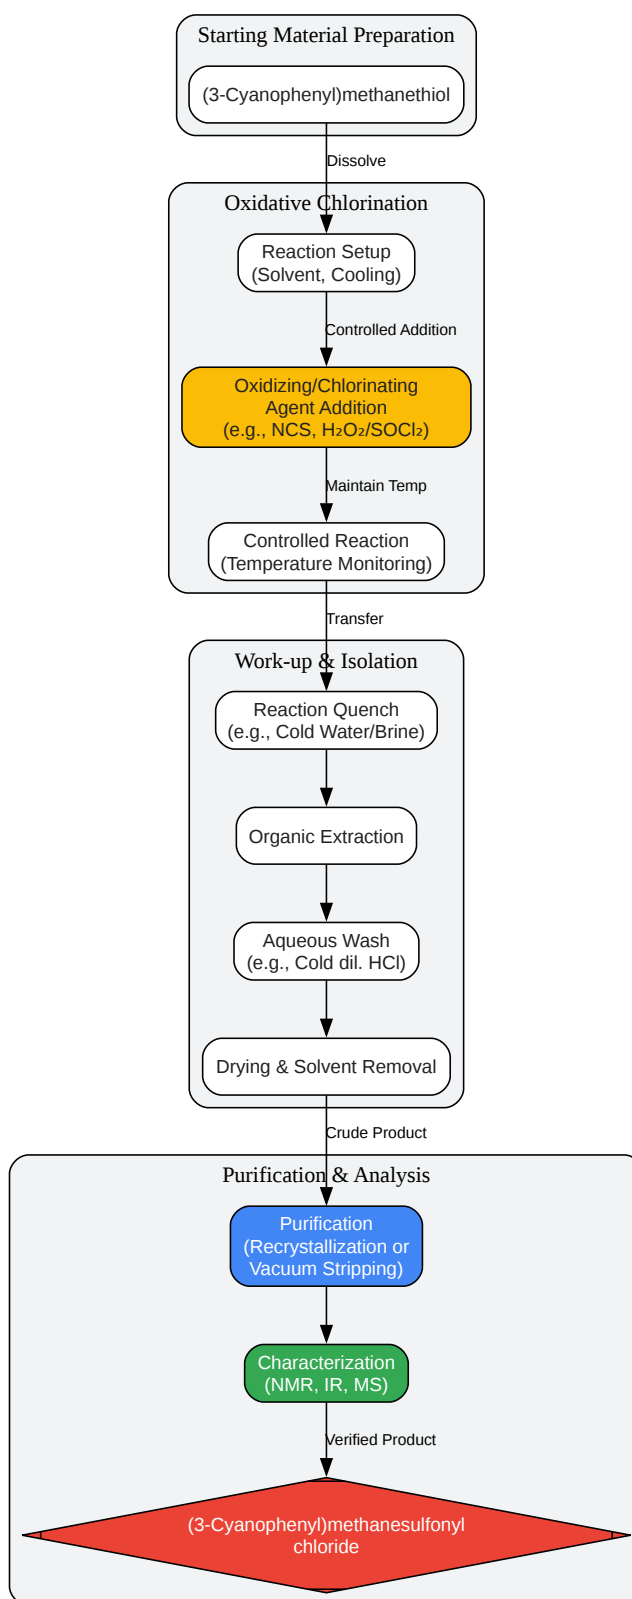 Starting Material Preparation
(3-Cyanophenyl)methanethiol
Dissolve
Oxidative Chlorination
Reaction Setup
(Solvent, Cooling)
Controlled Addition
Oxidizing/Chlorinating
Agent Addition
(e.g., NCS, H₂O₂/SOCl₂)
Maintain Temp
Controlled Reaction
(Temperature Monitoring)
Transfer
Work-up & Isolation
Reaction Quench
(e.g., Cold Water/Brine)
Organic Extraction
Aqueous Wash
(e.g., Cold dil. HCl)
Drying & Solvent Removal
Crude Product
Purification & Analysis
Purification
(Recrystallization or
Vacuum Stripping)
Characterization
(NMR, IR, MS)
Verified Product
(3-Cyanophenyl)methanesulfonyl
chloride